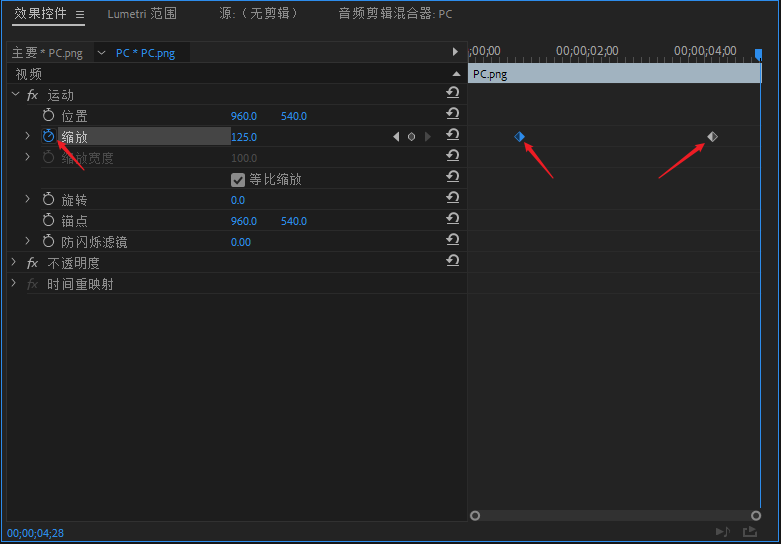 效果控件 Lumetri 范围 源:（无剪辑） 音频剪辑混合器: PC
主要 * PC.png PC * PC.png ;00;00 00;00;02;00 00;00;04;00
视频 PC.png
fx 运动
位置 960.0 540.0
缩放 125.0
缩放宽度 100.0
等比缩放
旋转 0.0
锚点 960.0 540.0
防闪烁滤镜 0.00
fx 不透明度
fx 时间重映射
00;00;04;28